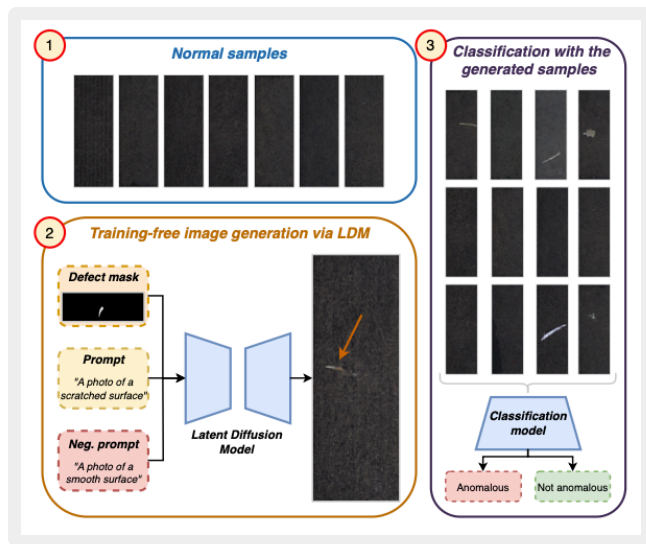 1
Normal samples
2
Training-free image generation via LDM
Defect mask
Prompt
"A photo of a
scratched surface"
Neg. prompt
"A photo of a
smooth surface"
Latent Diffusion
Model
3
Classification with the
generated samples
Classification
model
Anomalous
Not anomalous